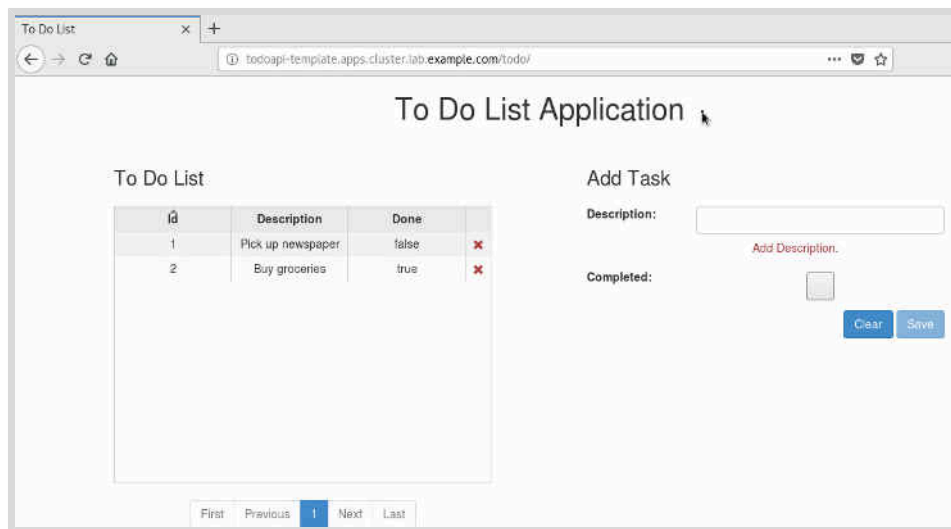 To Do List
todoapi-template.apps.cluster.lab.example.com/todo/
To Do List Application
To Do List
Id Description Done
1 Pick up newspaper false
2 Buy groceries true
First Previous 1 Next Last
Add Task
Description:
Add Description.
Completed:
Clear Save